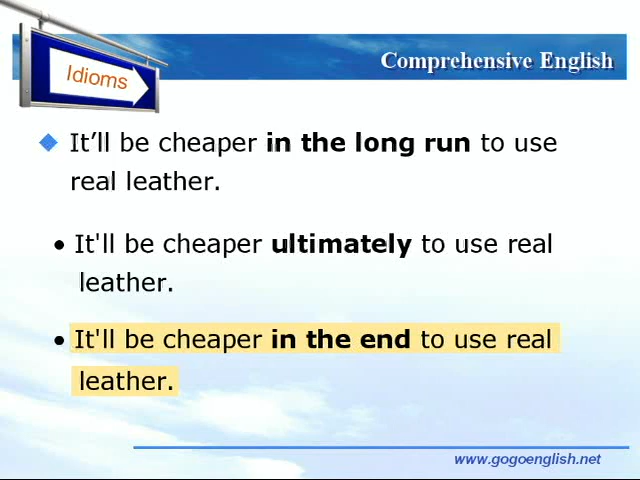 Idioms
Comprehensive English
It’ll be cheaper in the long run to use
real leather.
• It'll be cheaper ultimately to use real
leather.
• It'll be cheaper in the end to use real
leather.
www.gogoenglish.net